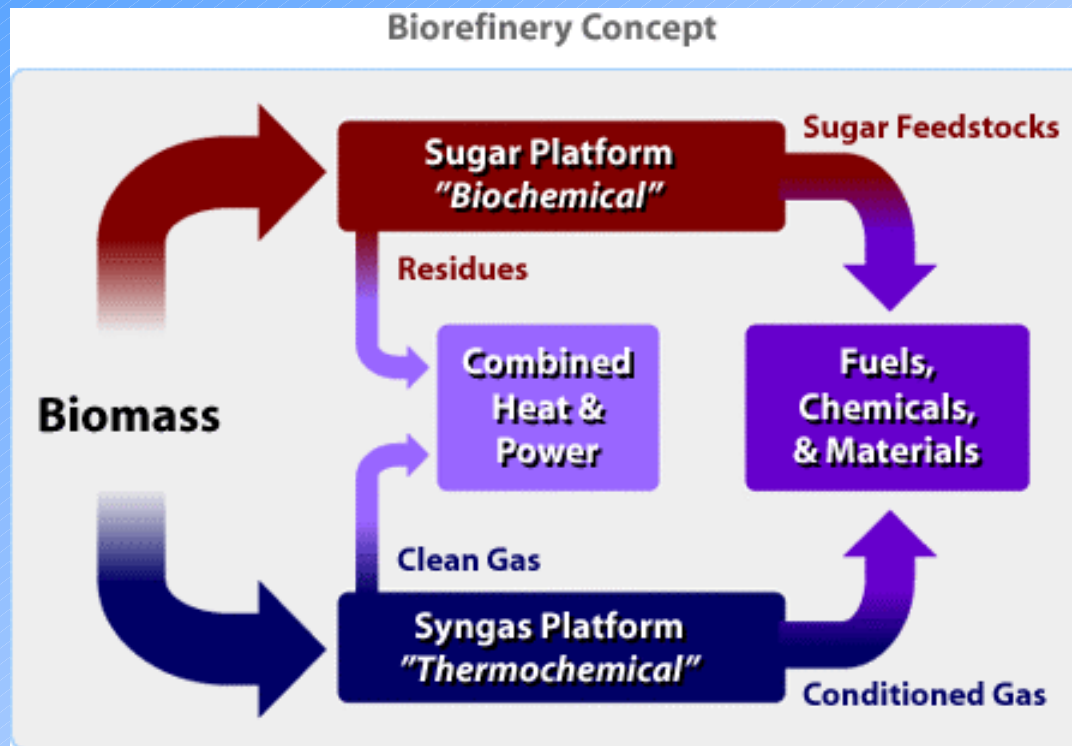 Biorefinery Concept
Sugar Feedstocks
Sugar Platform
"Biochemical"
Residues
Combined
Heat &
Power
Fuels,
Chemicals,
& Materials
Biomass
Clean Gas
Syngas Platform
"Thermochemical"
Conditioned Gas